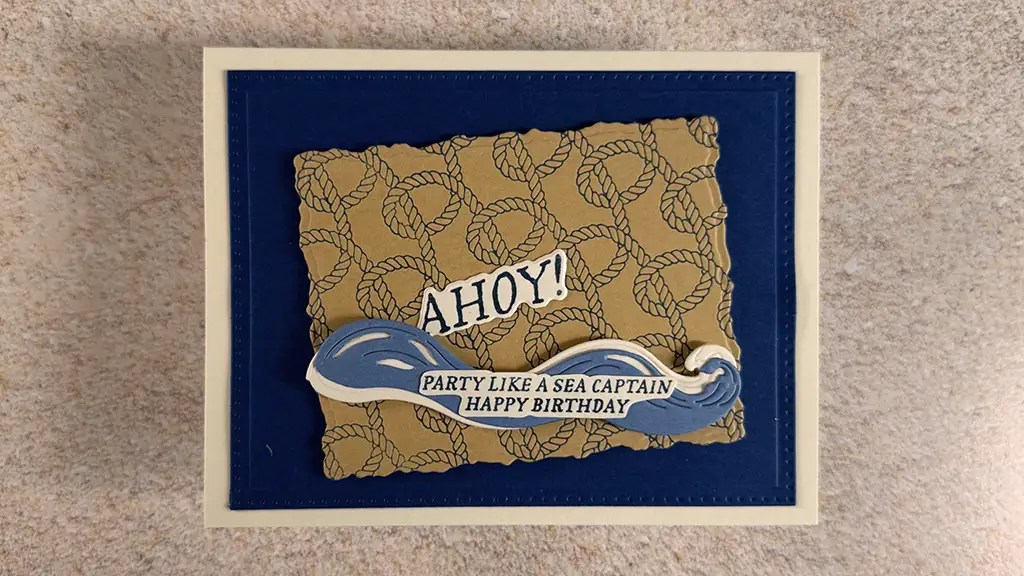 AHOY!
PARTY LIKE A SEA CAPTAIN
HAPPY BIRTHDAY